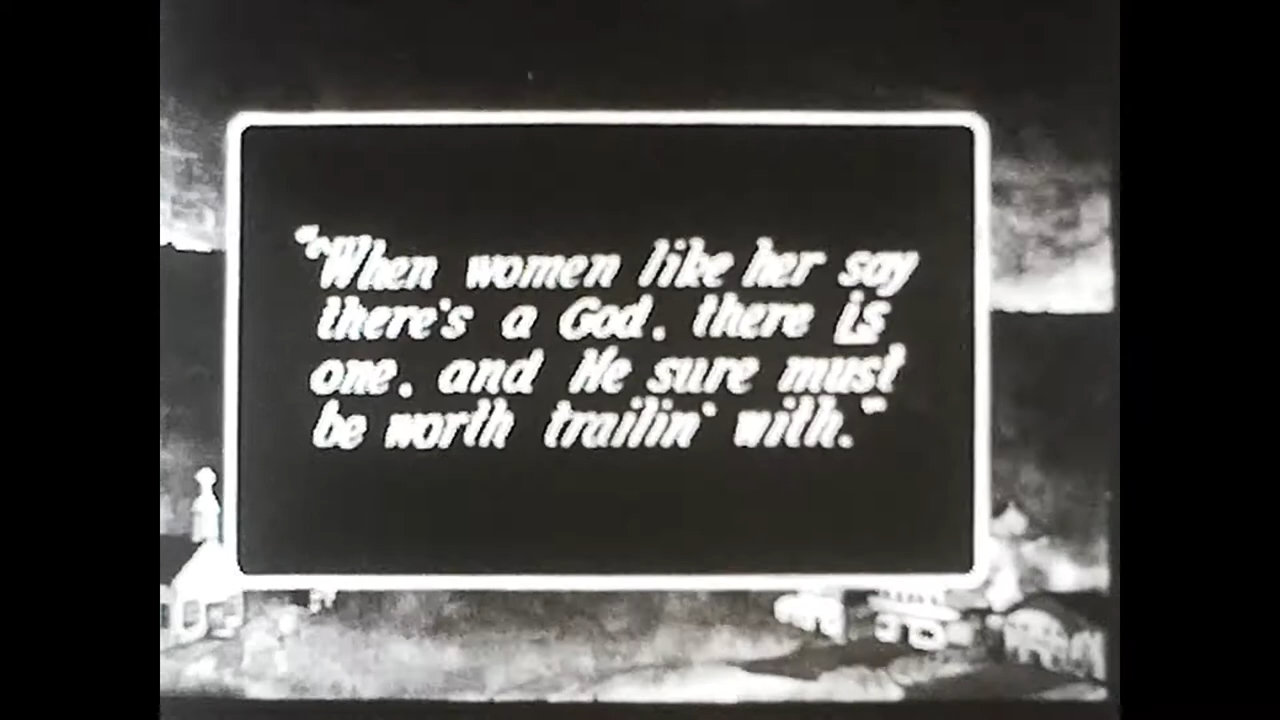 "When women like her say
there's a God, there is
one, and He sure must
be worth trailin' with."